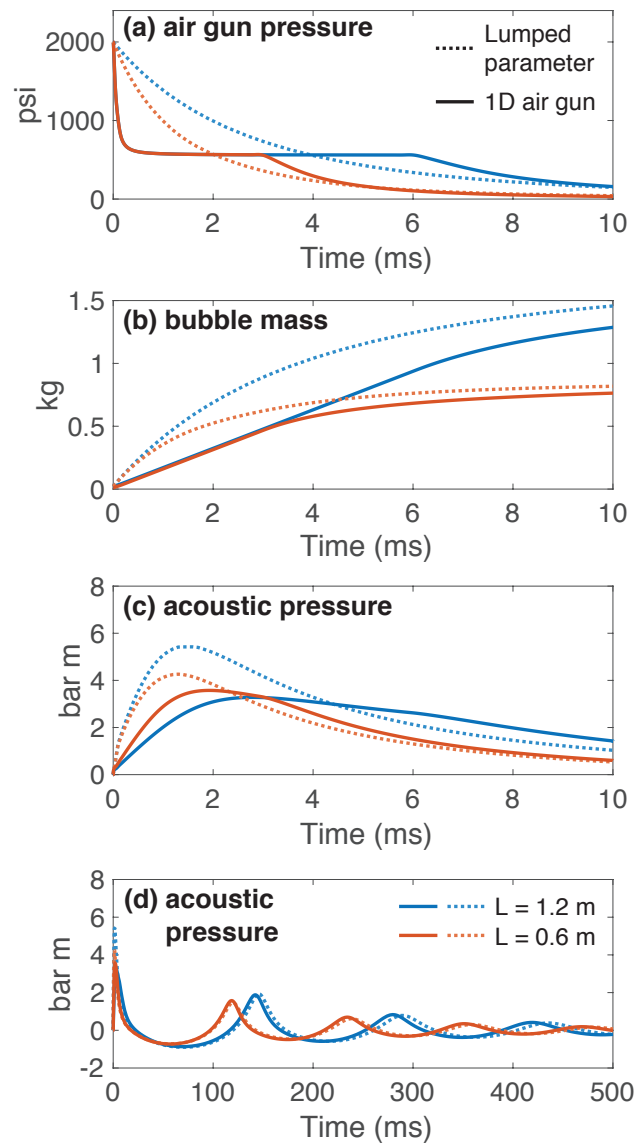 (a) air gun pressure
Lumped
parameter
1D air gun
psi
2000
1000
0
0 2 4 6 8 10
Time (ms)
(b) bubble mass
kg
1.5
1
0.5
0
0 2 4 6 8 10
Time (ms)
(c) acoustic pressure
bar m
8
6
4
2
0
0 2 4 6 8 10
Time (ms)
(d) acoustic
pressure
L = 1.2 m
L = 0.6 m
bar m
8
6
4
2
0
-2
0 100 200 300 400 500
Time (ms)